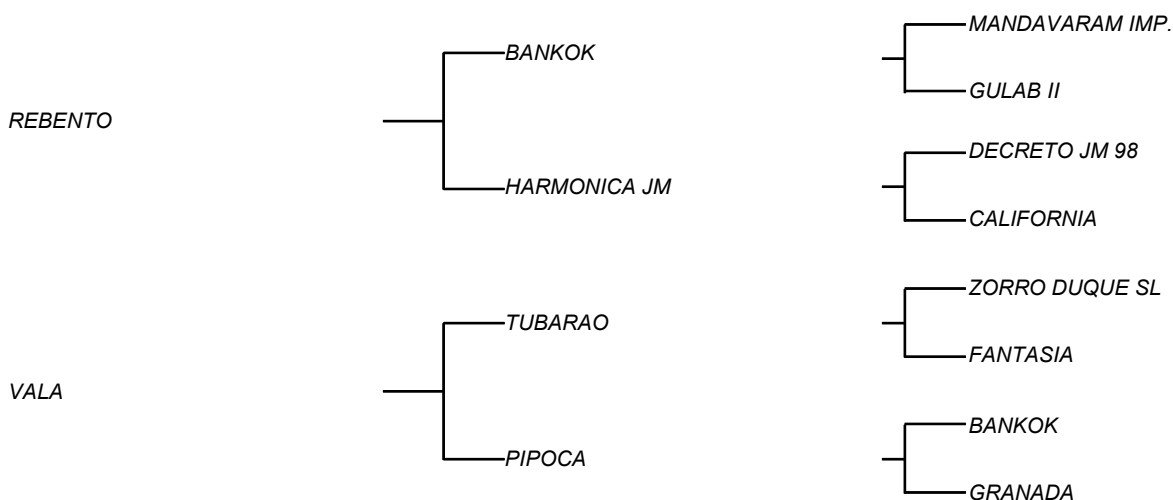 MANDAVARAM IMP.
BANKOK
GULAB II
REBENTO
DECRETO JM 98
HARMONICA JM
CALIFORNIA
ZORRO DUQUE SL
TUBARAO
FANTASIA
VALA
BANKOK
PIPOCA
GRANADA